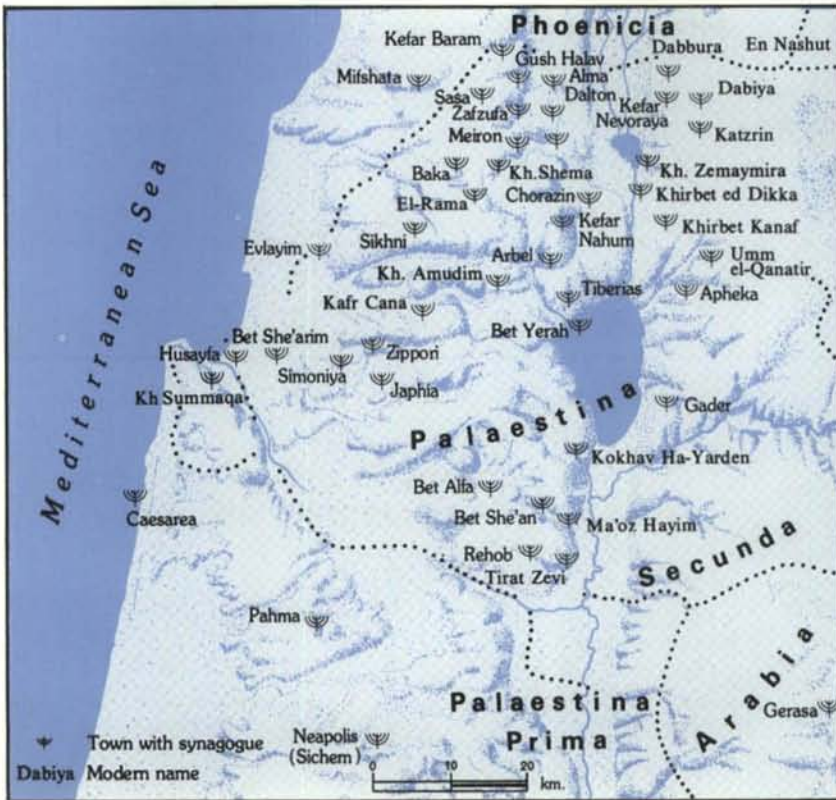 Phoenicia
Kefar Baram
Gush Halav
Dabbura
En Nashut
Mifshata
Alma
Sasa
Dalton
Dabiya
Zafzufa
Kefar
Nevoraya
Meiron
Katzrin
Baka
Kh.Shema
Kh. Zemaymira
El-Rama
Chorazin
Khirbet ed Dikka
Sikhni
Kefar
Nahum
Khirbet Kanaf
Evlayim
Arbel
Umm
el-Qanatir
Kh. Amudim
Tiberias
Apheka
Kafr Cana
Bet Yerah
Bet She'arim
Husayfa
Zippori
Simoniya
Japhia
Kh Summaqa
Mediterranean Sea
Palaestina
Gader
Kokhav Ha-Yarden
Bet Alfa
Caesarea
Bet She'an
Ma'oz Hayim
Rehob
Tirat Zevi
Secunda
Pahma
Arabia
Palaestina
Prima
Gerasa
Town with synagogue
Neapolis
(Sichem)
Dabiya Modern name
0 10 20
km.